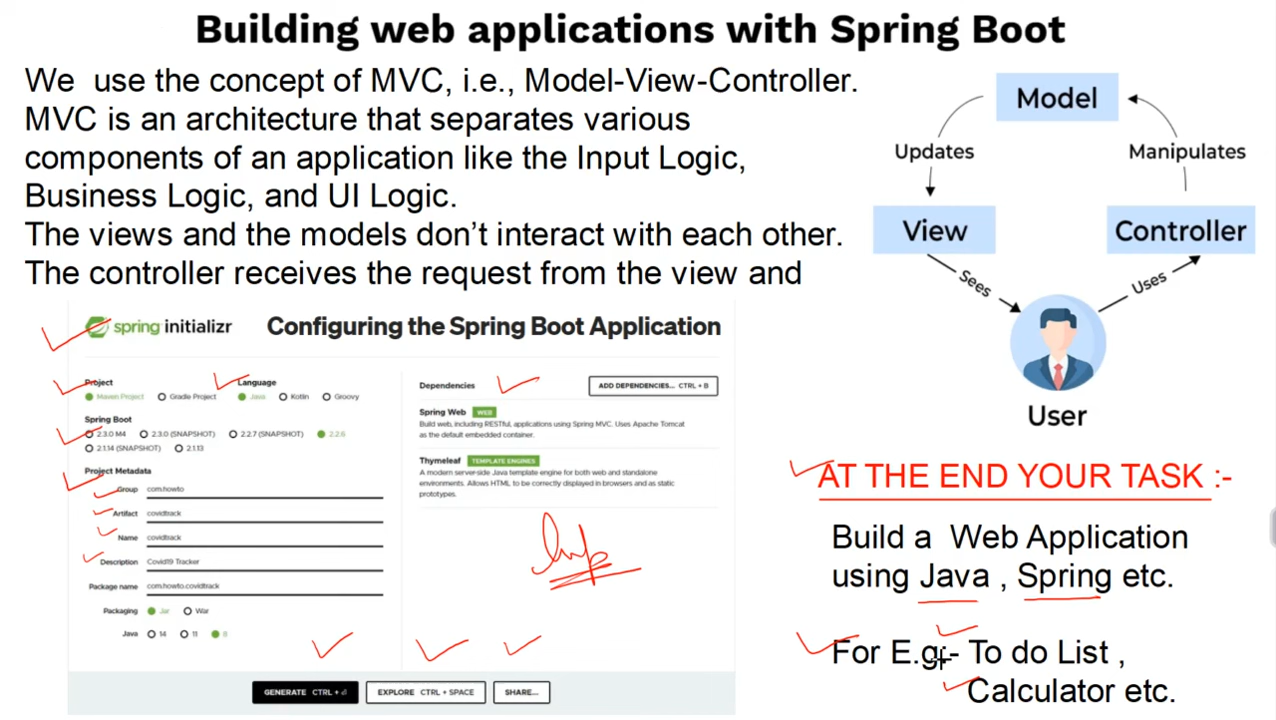 Building web applications with Spring Boot
We use the concept of MVC, i.e., Model-View-Controller.
MVC is an architecture that separates various
components of an application like the Input Logic,
Business Logic, and UI Logic.
The views and the models don't interact with each other.
The controller receives the request from the view and
Model
Updates
Manipulates
View
Controller
Sees
Uses
User
spring initializr
Configuring the Spring Boot Application
Project
Maven Project Gradle Project
Language
Java Kotlin Groovy
Spring Boot
2.3.0 M4 2.3.0 (SNAPSHOT) 2.2.7 (SNAPSHOT) 2.2.6
2.1.14 (SNAPSHOT) 2.1.13
Project Metadata
Group com.howto
Artifact covidtrack
Name covidtrack
Description Covid19 Tracker
Package name com.howto.covidtrack
Packaging Jar War
Java 14 11 8
Dependencies
ADD DEPENDENCIES... CTRL + B
Spring Web WEB
Build web, including RESTful, applications using Spring MVC. Uses Apache Tomcat
as the default embedded container.
Thymeleaf TEMPLATE ENGINES
A modern server-side Java template engine for both web and standalone
environments. Allows HTML to be correctly displayed in browsers and as static
prototypes.
GENERATE CTRL + ⏎
EXPLORE CTRL + SPACE
SHARE...
AT THE END YOUR TASK :-
Build a Web Application
using Java , Spring etc.
For E.g:- To do List ,
Calculator etc.